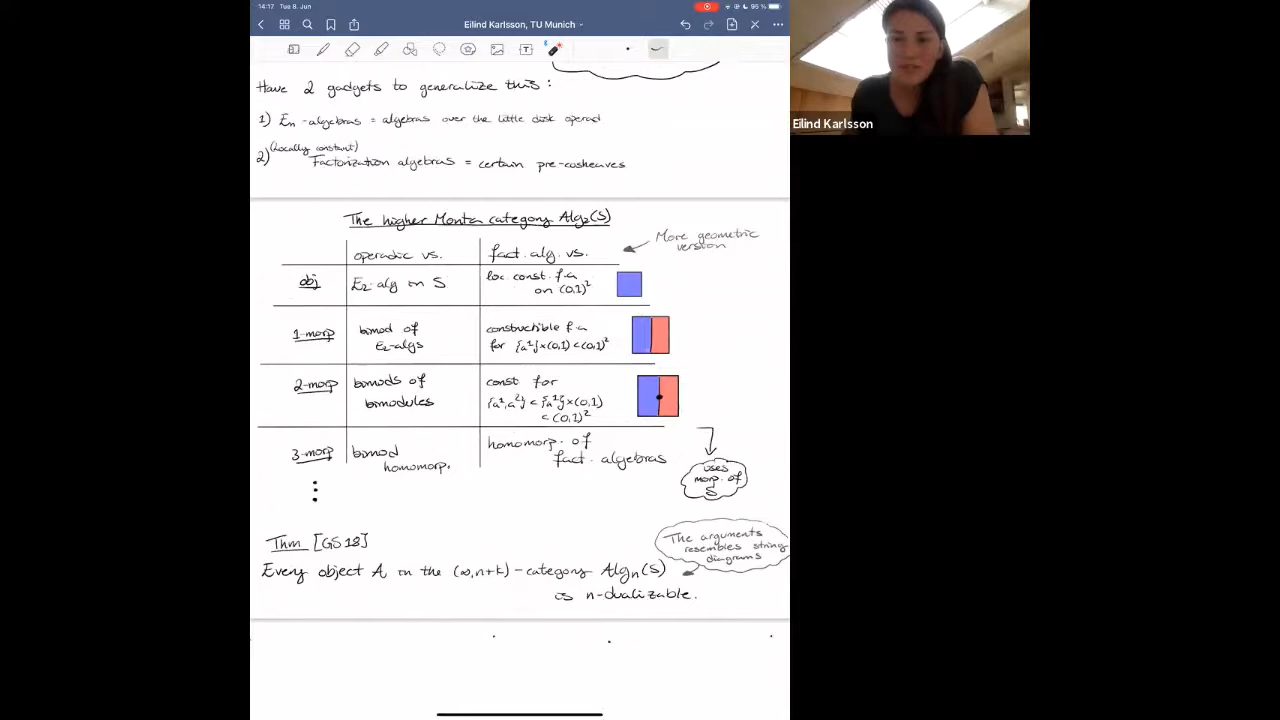 14:17 Tue 8. Jun
95 %
Eilind Karlsson, TU Munich
Have 2 gadgets to generalize this:
1) En-algebras = algebras over the little disk operad
(locally constant)
2) Factorization algebras = certain pre-cosheaves
The higher Morita category Alg₂(S)
More geometric
version
operadic vs.
fact. alg. vs.
obj
E₂-alg in S
loc. const. f.a
on (0,1)²
1-morp
bimod of
E₂-algs
constructible f.a
for {a¹}×(0,1) ⊂ (0,1)²
2-morp
bimods of
bimodules
const for
{a¹,a²} ⊂ {a¹}×(0,1)
⊂ (0,1)²
3-morp
bimod
homomorp.
homomorp. of
fact. algebras
uses
morp. of
S
Thm [GS18]
The arguments
resembles string
diagrams
Every object A in the (∞,n+k)-category Algn(S)
is n-dualizable.
Eilind Karlsson